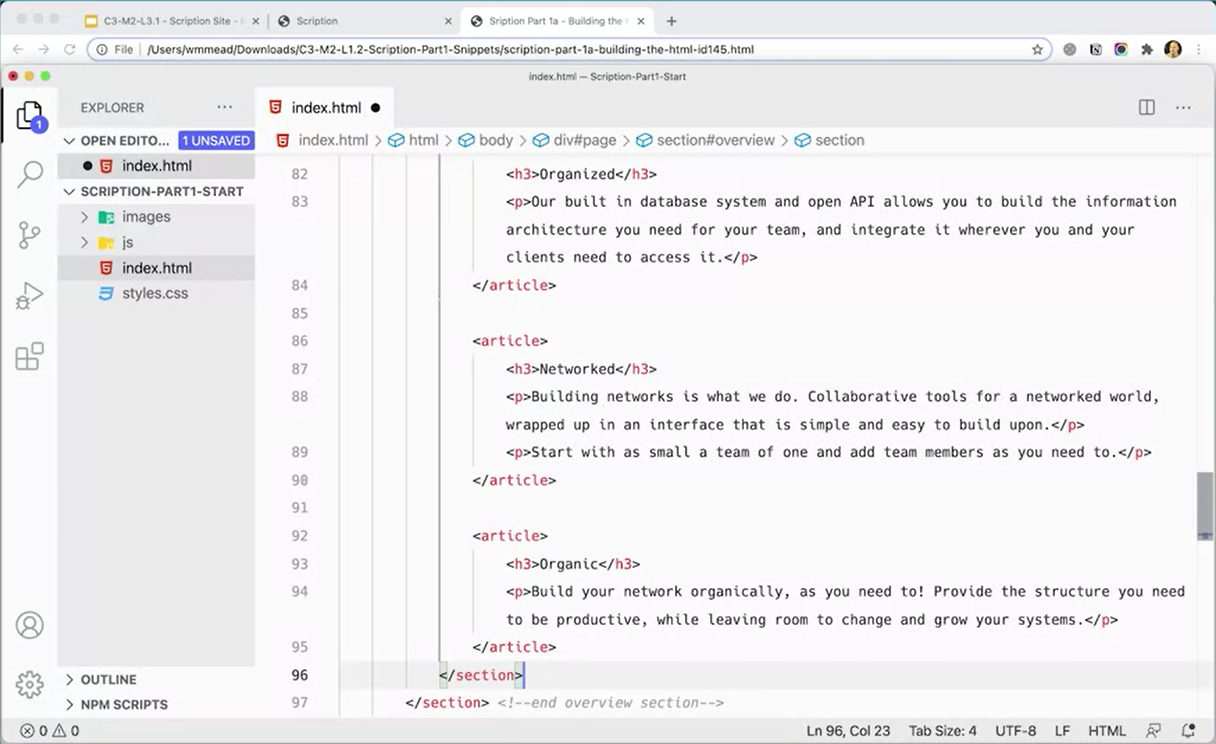 C3-M2-L3.1 - Scription Site -
Scription
Sription Part 1a - Building the
File /Users/wmmead/Downloads/C3-M2-L1.2-Scription-Part1-Snippets/scription-part-1a-building-the-html-id145.html
index.html — Scription-Part1-Start
1
EXPLORER
index.html
OPEN EDITO... 1 UNSAVED
index.html > html > body > div#page > section#overview > section
index.html
SCRIPTION-PART1-START
images
js
index.html
styles.css
82 <h3>Organized</h3>
83 <p>Our built in database system and open API allows you to build the information
architecture you need for your team, and integrate it wherever you and your
clients need to access it.</p>
84 </article>
85
86 <article>
87 <h3>Networked</h3>
88 <p>Building networks is what we do. Collaborative tools for a networked world,
wrapped up in an interface that is simple and easy to build upon.</p>
89 <p>Start with as small a team of one and add team members as you need to.</p>
90 </article>
91
92 <article>
93 <h3>Organic</h3>
94 <p>Build your network organically, as you need to! Provide the structure you need
to be productive, while leaving room to change and grow your systems.</p>
95 </article>
96 </section>
97 </section> <!--end overview section-->
OUTLINE
NPM SCRIPTS
0 0
Ln 96, Col 23 Tab Size: 4 UTF-8 LF HTML